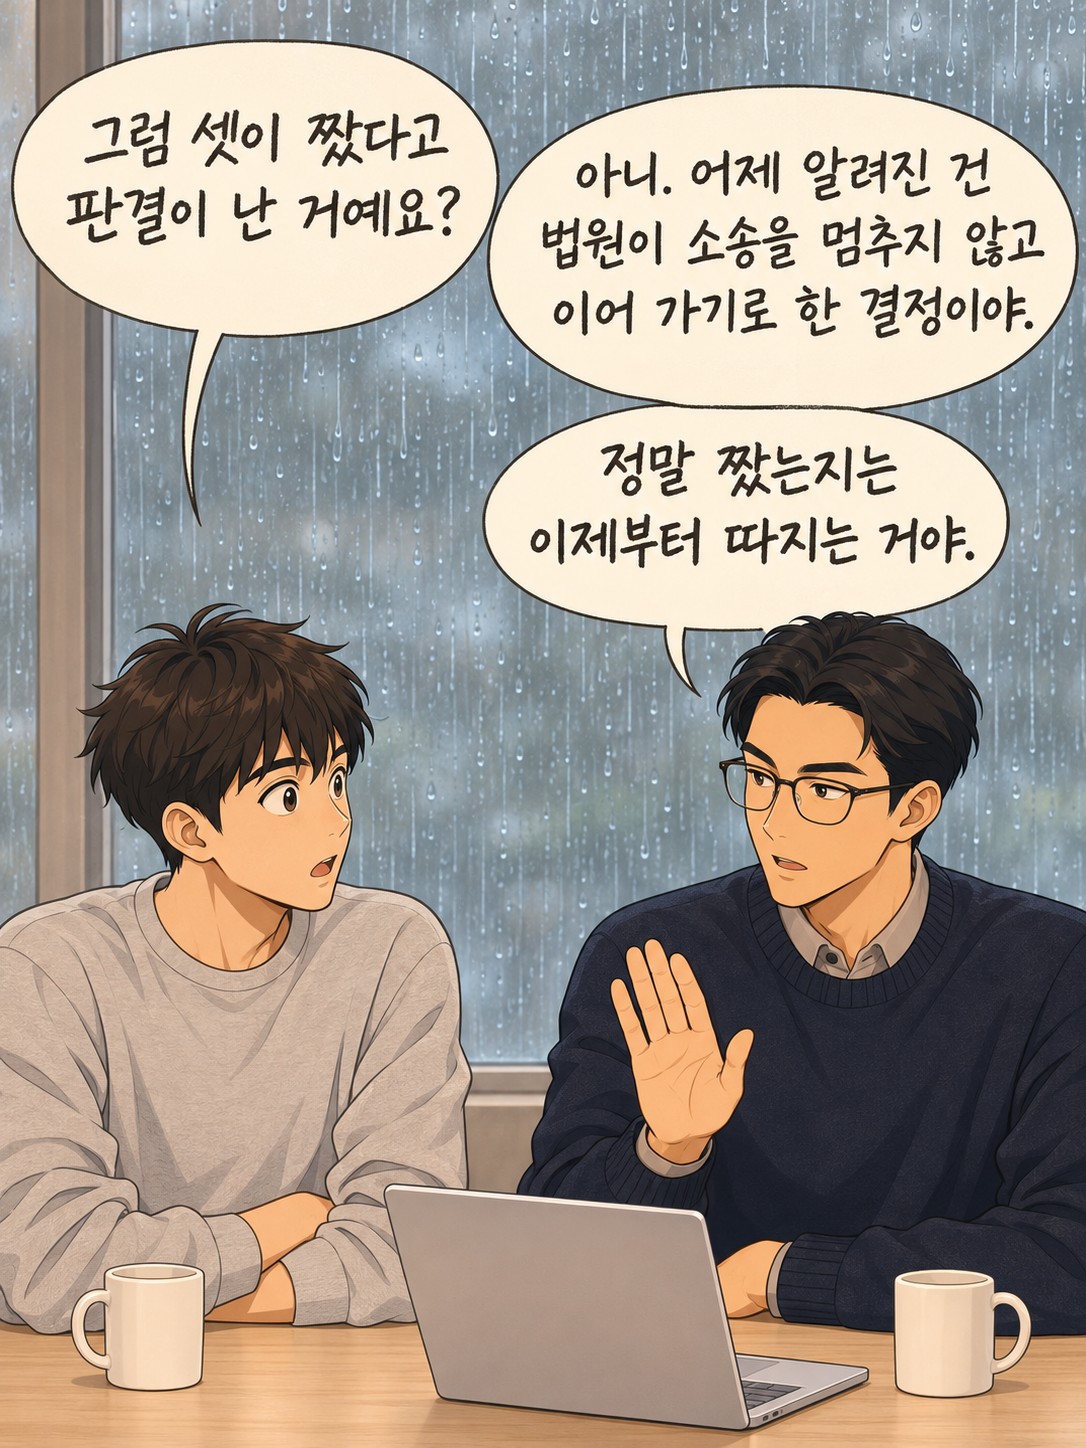 그럼 셋이 짰다고
판결이 난 거예요?
아니. 어제 알려진 건
법원이 소송을 멈추지 않고
이어 가기로 한 결정이야.
정말 짰는지는
이제부터 따지는 거야.